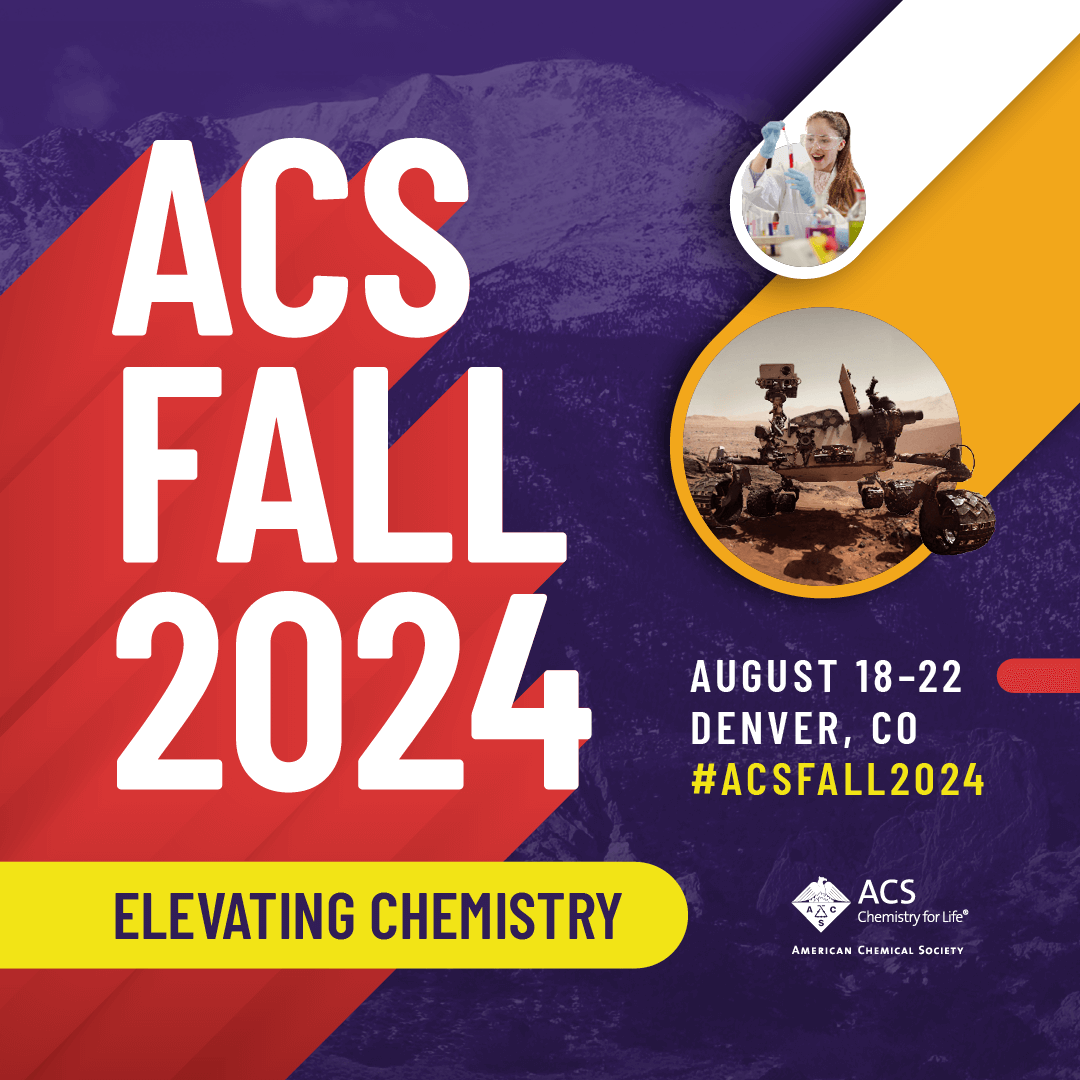 ACS
FALL
2024
ELEVATING CHEMISTRY
AUGUST 18–22
DENVER, CO
#ACSFALL2024
A C C
S
ACS
Chemistry for Life®
AMERICAN CHEMICAL SOCIETY